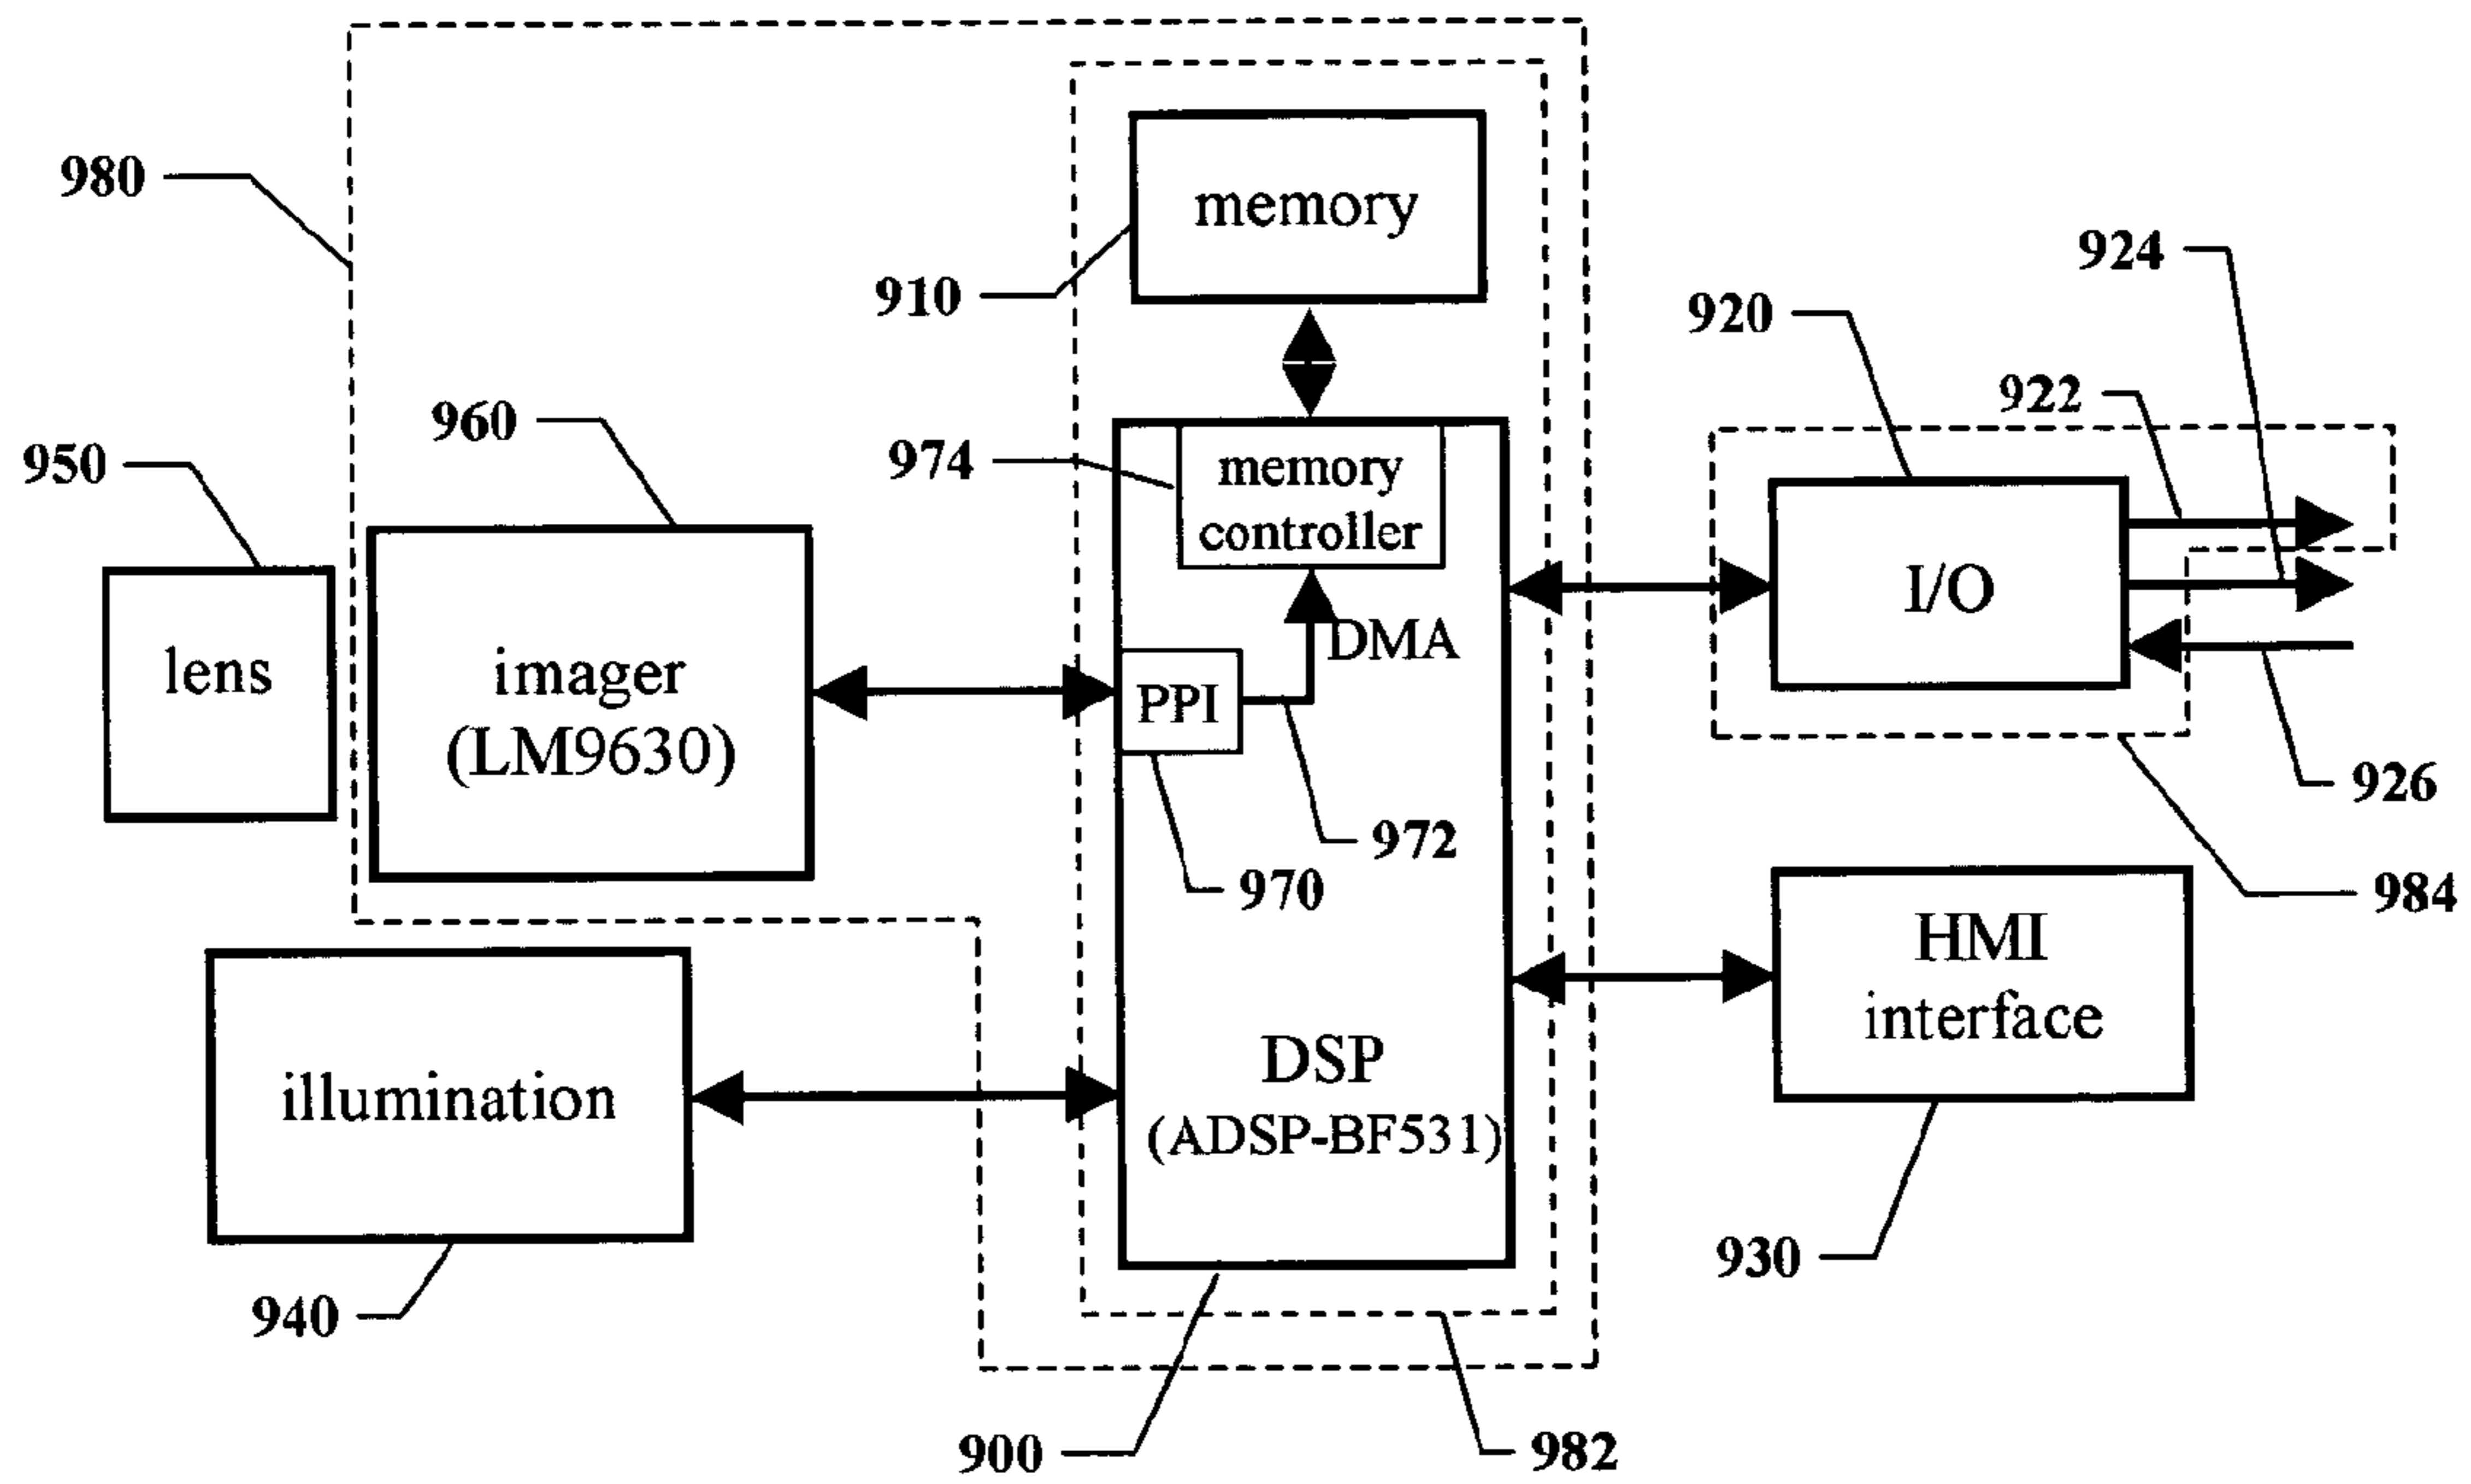 980
memory
910
924
920
922
960
974
memory
controller
950
I/O
DMA
lens
imager
(LM9630)
PPI
926
972
970
984
HMI
interface
DSP
illumination
(ADSP-BF531)
930
940
900
982